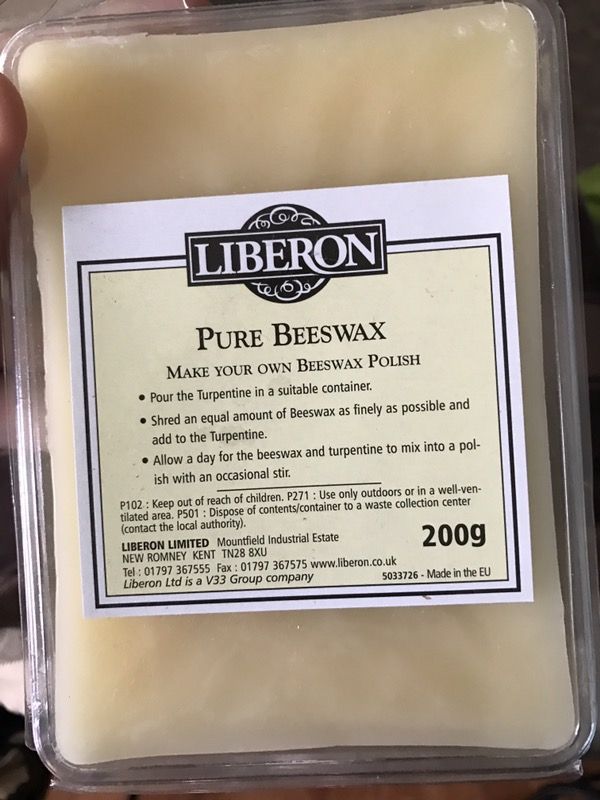 LIBERON
PURE BEESWAX
MAKE YOUR OWN BEESWAX POLISH
• Pour the Turpentine in a suitable container.
• Shred an equal amount of Beeswax as finely as possible and
add to the Turpentine.
• Allow a day for the beeswax and turpentine to mix into a pol-
ish with an occasional stir.
P102 : Keep out of reach of children. P271 : Use only outdoors or in a well-ven-
tilated area. P501 : Dispose of contents/container to a waste collection center
(contact the local authority).
LIBERON LIMITED Mountfield Industrial Estate
NEW ROMNEY KENT TN28 8XU
Tel : 01797 367555 Fax : 01797 367575 www.liberon.co.uk
Liberon Ltd is a V33 Group company
200g
5033726 - Made in the EU